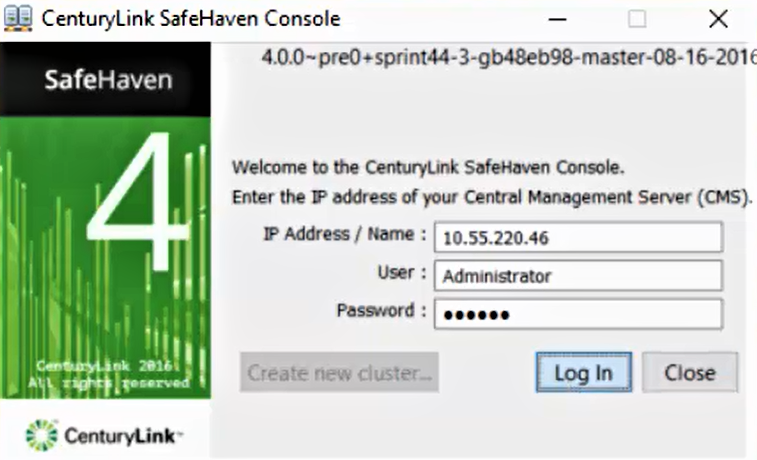 CenturyLink SafeHaven Console
SafeHaven
4
CenturyLink 2016
All rights reserved
CenturyLink™
4.0.0~pre0+sprint44-3-gb48eb98-master-08-16-2016
Welcome to the CenturyLink SafeHaven Console.
Enter the IP address of your Central Management Server (CMS).
IP Address / Name : 10.55.220.46
User : Administrator
Password : ●●●●●●
Create new cluster... Log In Close